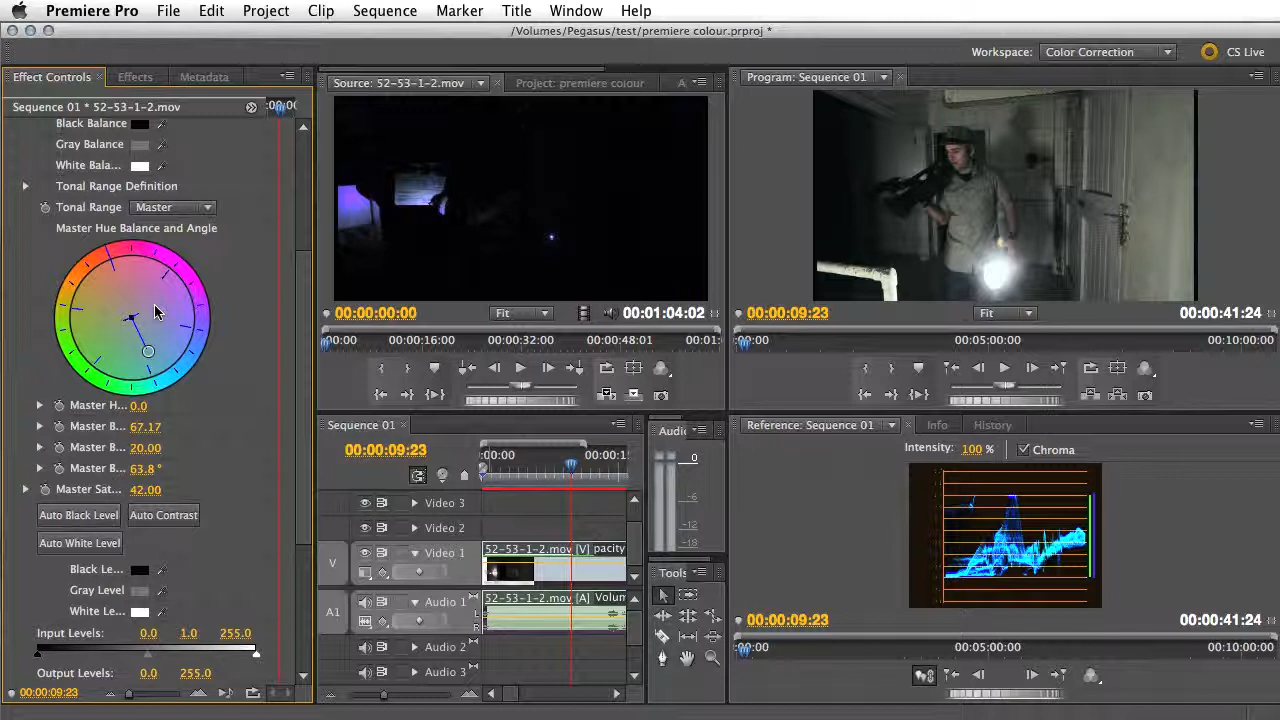 Premiere Pro File Edit Project Clip Sequence Marker Title Window Help
/Volumes/Pegasus/test/premiere colour.prproj *
Workspace: Color Correction CS Live
Effect Controls Effects Metadata
Sequence 01 * 52-53-1-2.mov
Black Balance
Gray Balance
White Bala...
Tonal Range Definition
Tonal Range Master
Master Hue Balance and Angle
Master H... 0.0
Master B... 67.17
Master B... 20.00
Master B... 63.8 °
Master Sat... 42.00
Auto Black Level Auto Contrast
Auto White Level
Black Le...
Gray Level
White Le...
Input Levels: 0.0 1.0 255.0
Output Levels: 0.0 255.0
00:00:09:23
Source: 52-53-1-2.mov Project: premiere colour A
00:00:00:00 Fit 00:01:04:02
00:00 00:00:16:00 00:00:32:00 00:00:48:01 00:01:
Program: Sequence 01
00:00:09:23 Fit 00:00:41:24
00:00 00:05:00:00 00:10:00:00
Sequence 01
00:00:09:23
:00:00 00:00:1
Video 3
Video 2
V Video 1
52-53-1-2.mov [V] pacity
A1 Audio 1
52-53-1-2.mov [A] Volum
L
R
Audio 2
Audio 3
Audio
0
-6
-12
-19
Tools
Reference: Sequence 01 Info History
Intensity: 100 % Chroma
00:00:09:23 00:00:41:24
00:00 00:05:00:00 00:10:00:00